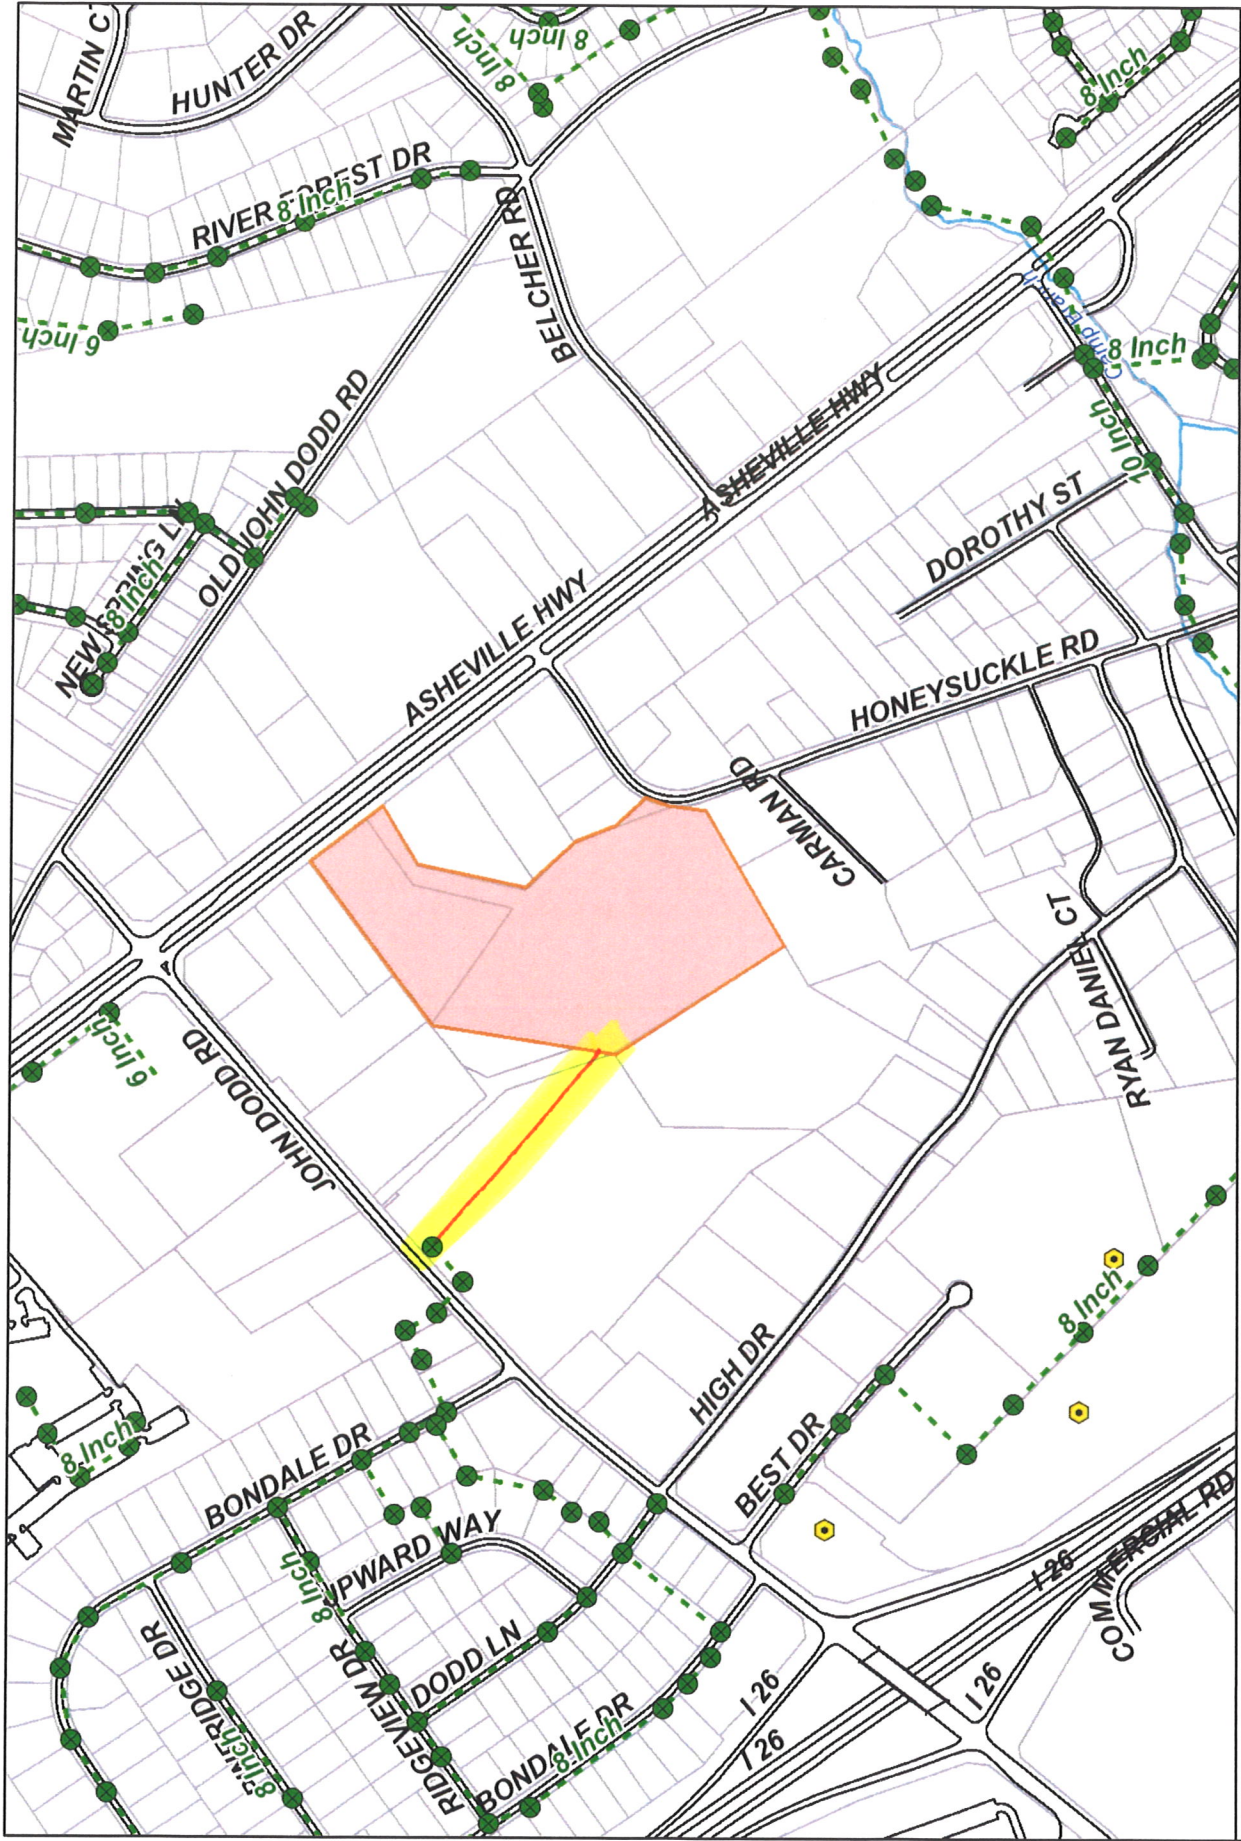 MARTIN C
HUNTER DR
8 Inch
8 Inch
8 Inch
RIVER FOREST DR
8 Inch
BELCHER RD
6 Inch
Camp Branch
8 Inch
OLD JOHN DODD RD
ASHEVILLE HWY
10 Inch
DOROTHY ST
NEW SPRING L
8 Inch
ASHEVILLE HWY
HONEYSUCKLE RD
CARMAN RD
RYAN DANIEL CT
6 Inch
JOHN DODD RD
8 Inch
HIGH DR
BEST DR
8 Inch
BONDALE DR
UPWARD WAY
8 Inch
I 26
COMMERCIAL RD
DODD LN
RIDGEVIEW DR
PINERIDGE DR
8 Inch
I 26
I 26
I 26
BONDALE DR
8 Inch